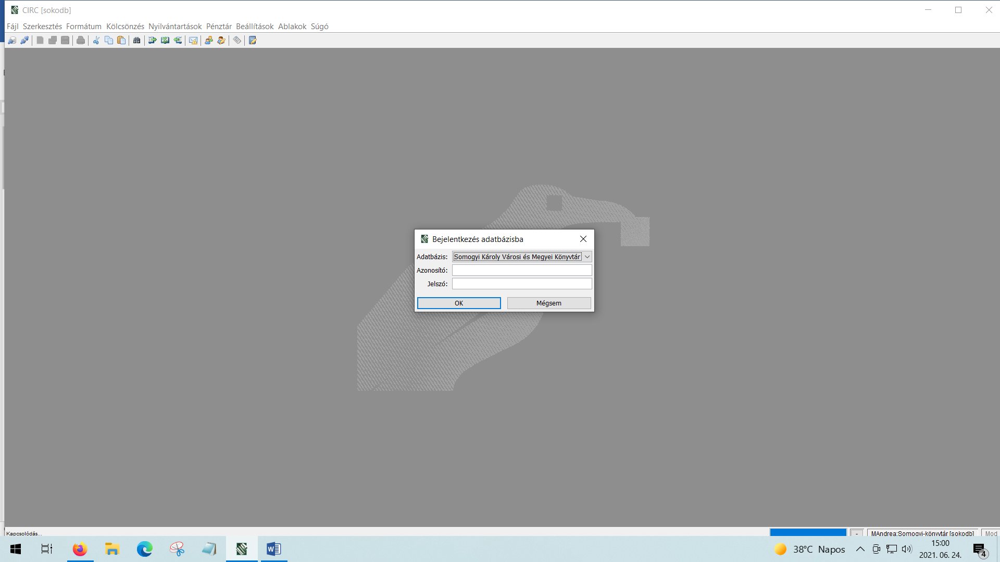 CIRC [sokodb]
Fájl Szerkesztés Formátum Kölcsönzés Nyilvántartások Pénztár Beállítások Ablakok Súgó
Bejelentkezés adatbázisba
Adatbázis: Somogyi Károly Városi és Megyei Könyvtár
Azonosító:
Jelszó:
OK Mégsem
Kapcsolódás... - MAndrea:Somogyi-könyvtár [sokodb] Mod
38°C Napos 15:00
2021. 06. 24. 4